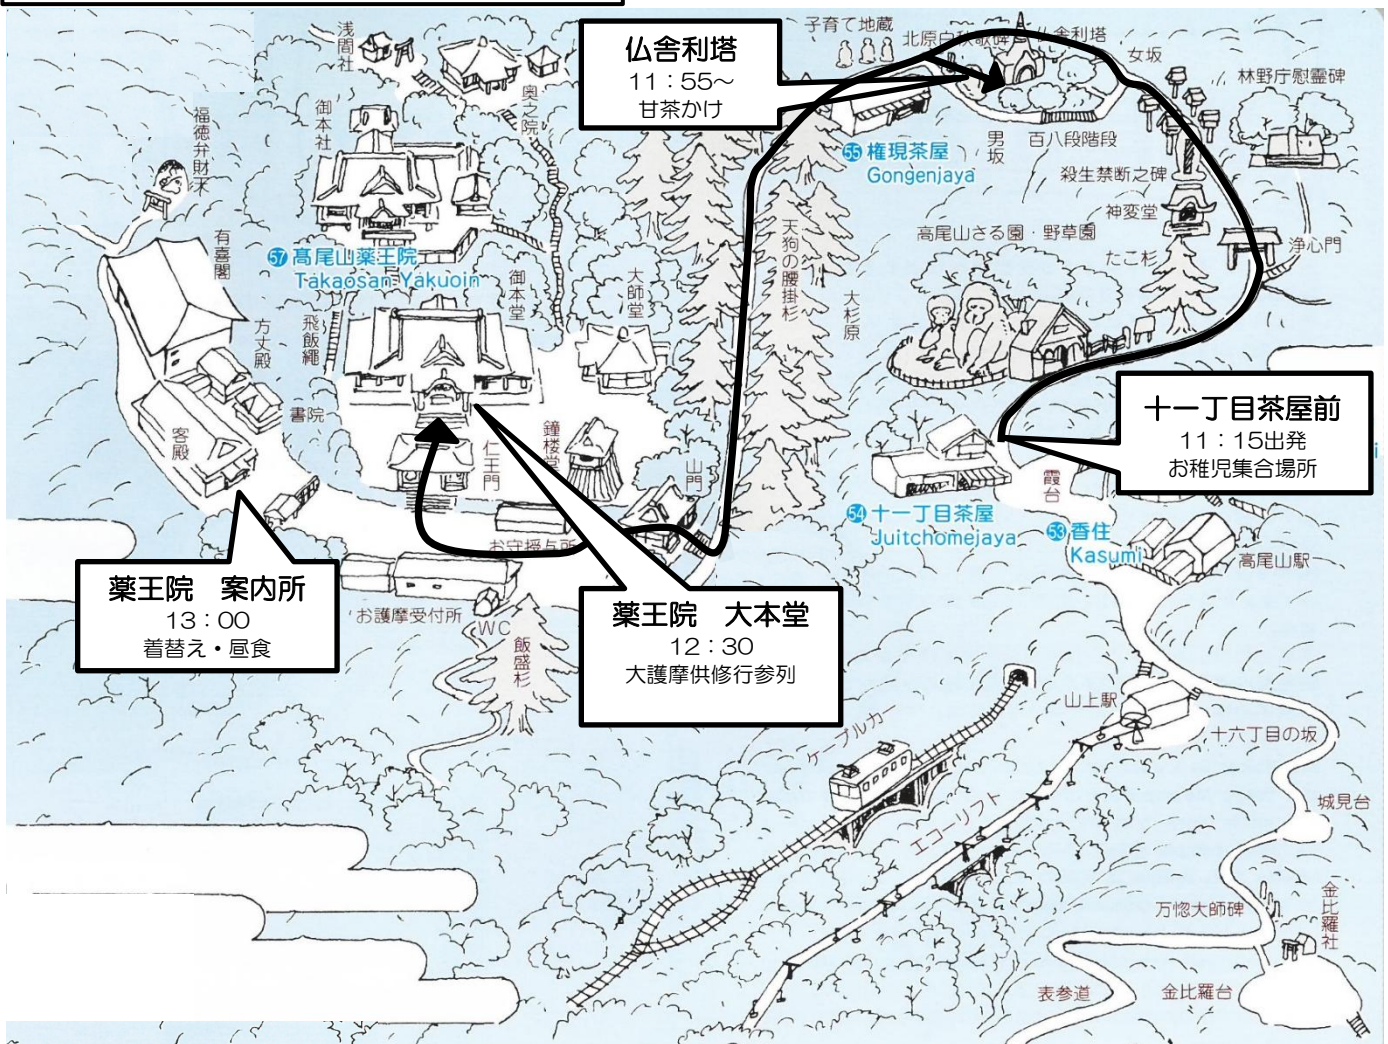 仏舎利塔
11：55～
甘茶かけ
子育て地蔵
仏舎利塔
女坂
林野庁慰霊碑
浅間社
奥之院
御本社
福徳弁財天
男坂
百八段階段
55 権現茶屋
Gongenjaya
殺生禁断之碑
神変堂
浄心門
高尾山さる園・野草園
たこ杉
有喜閣
57 髙尾山薬王院
Takaosan Yakuoin
御本堂
大師堂
天狗の腰掛杉
大杉原
方丈殿
飛飯縄
書院
客殿
仁王門
鐘楼堂
山門
十一丁目茶屋前
11：15出発
お稚児集合場所
霞台
54 十一丁目茶屋
Juitchomejaya
53 香住
Kasumi
高尾山駅
お守授与所
薬王院　案内所
13：00
着替え・昼食
お護摩受付所
WC
飯盛杉
薬王院　大本堂
12：30
大護摩供修行参列
山上駅
十六丁目の坂
ケーブルカー
エコーリフト
城見台
万惚大師碑
金比羅社
表参道
金比羅台